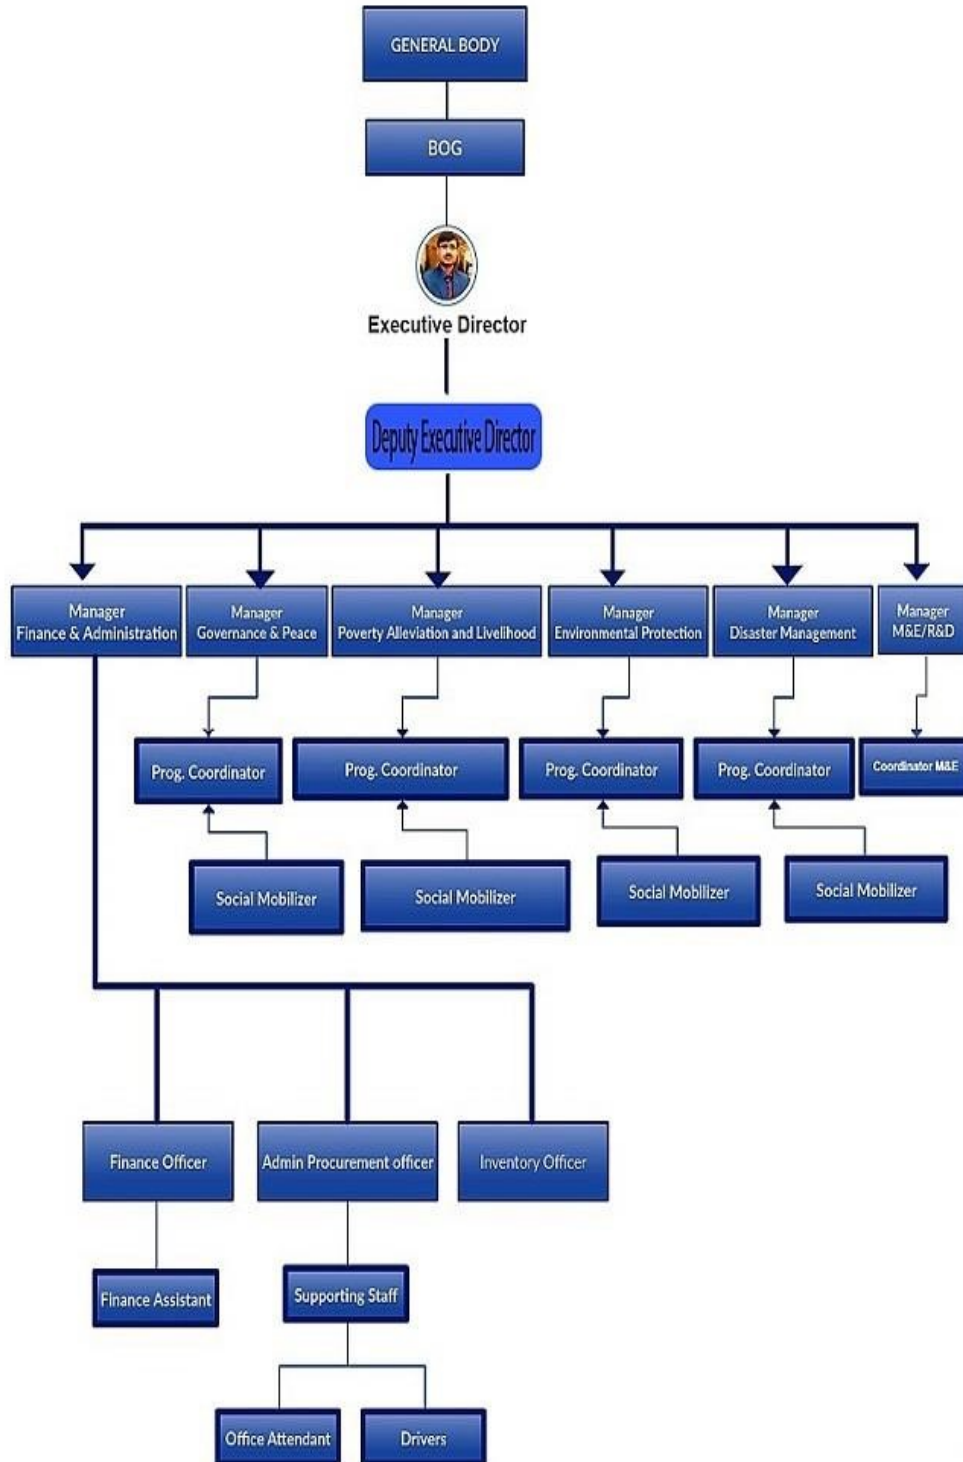 GENERAL BODY
BOG
Executive Director
Deputy Executive Director
Manager
Finance & Administration
Manager
Governance & Peace
Manager
Poverty Alleviation and Livelihood
Manager
Environmental Protection
Manager
Disaster Management
Manager
M&E/R&D
Prog. Coordinator
Prog. Coordinator
Prog. Coordinator
Prog. Coordinator
Coordinator M&E
Social Mobilizer
Social Mobilizer
Social Mobilizer
Social Mobilizer
Finance Officer
Admin Procurement officer
Inventory Officer
Finance Assistant
Supporting Staff
Office Attendant
Drivers